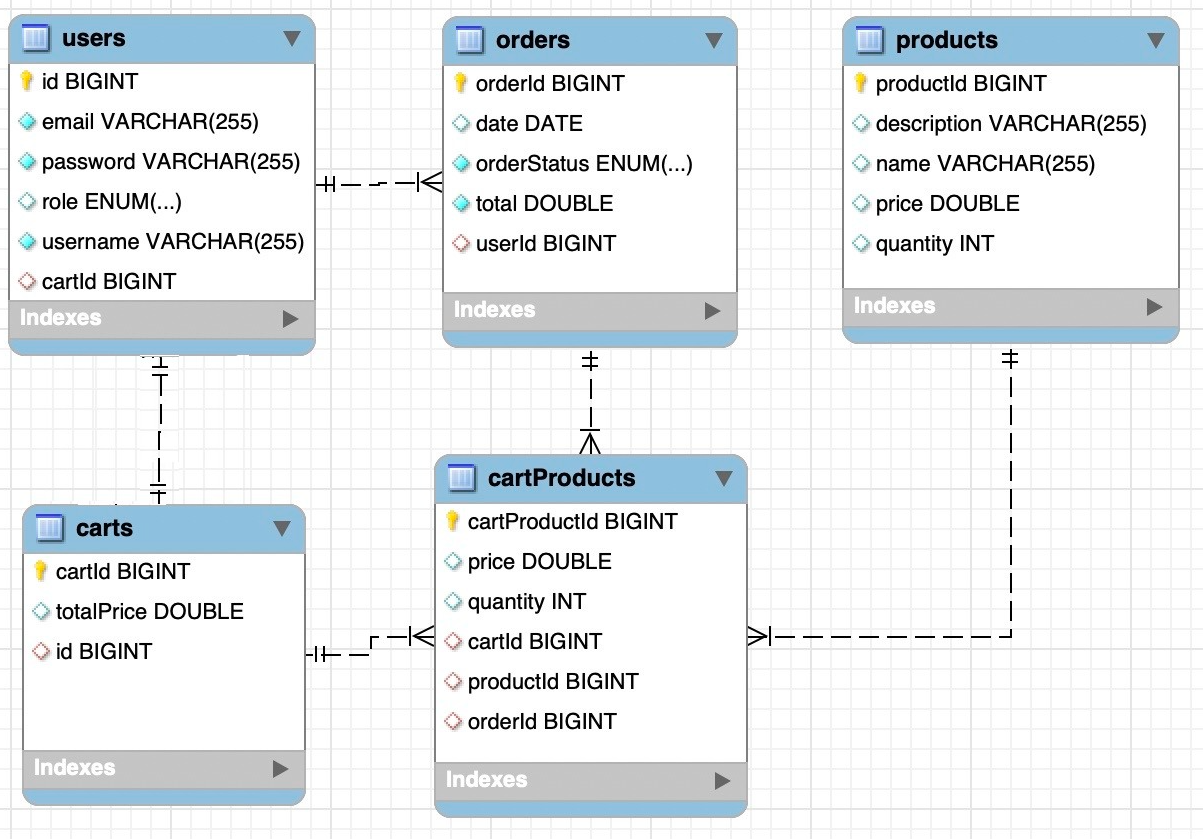 users
id BIGINT
email VARCHAR(255)
password VARCHAR(255)
role ENUM(...)
username VARCHAR(255)
cartId BIGINT
Indexes
orders
orderId BIGINT
date DATE
orderStatus ENUM(...)
total DOUBLE
userId BIGINT
Indexes
products
productId BIGINT
description VARCHAR(255)
name VARCHAR(255)
price DOUBLE
quantity INT
Indexes
carts
cartId BIGINT
totalPrice DOUBLE
id BIGINT
Indexes
cartProducts
cartProductId BIGINT
price DOUBLE
quantity INT
cartId BIGINT
productId BIGINT
orderId BIGINT
Indexes